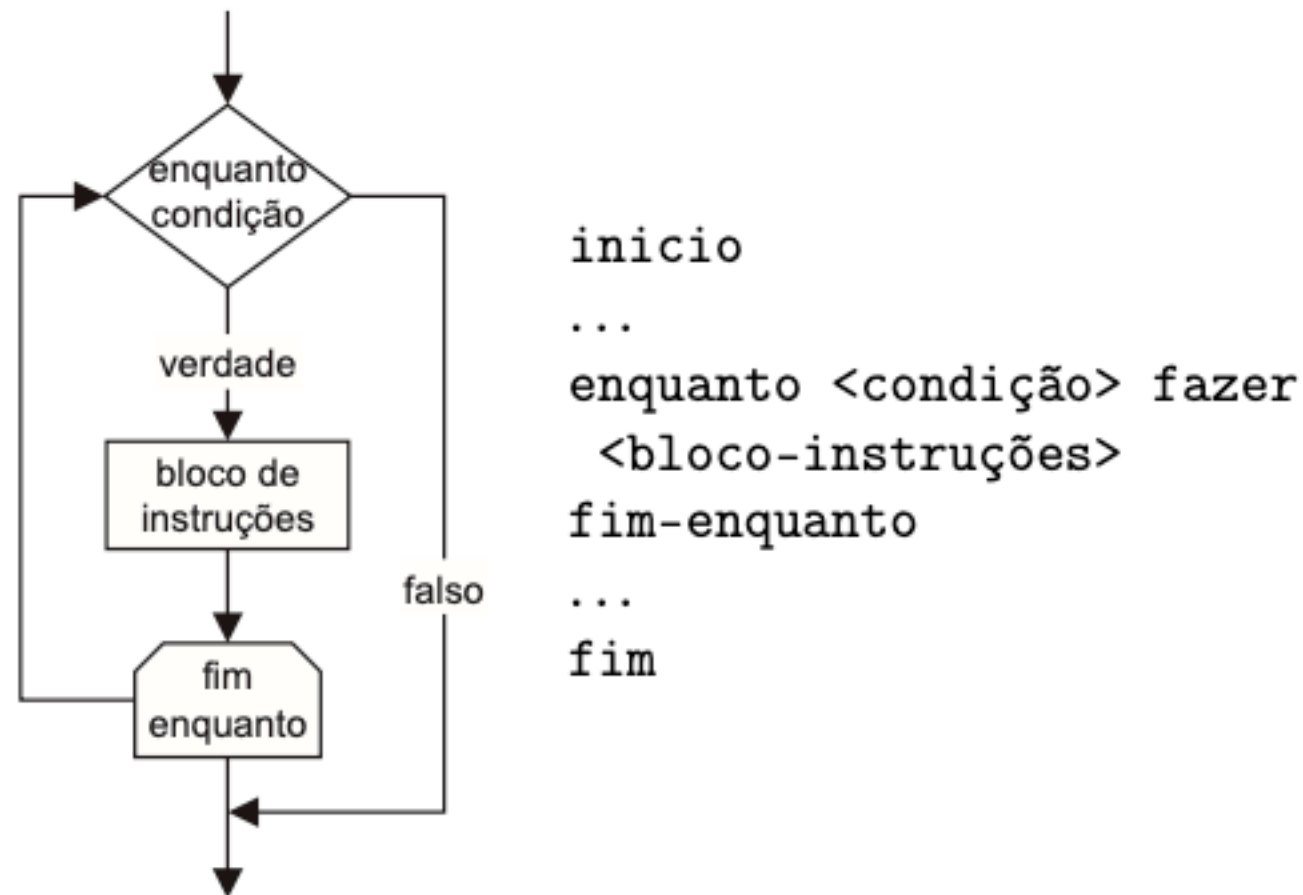 enquanto
condição
verdade
bloco de
instruções
falso
fim
enquanto
inicio
...
enquanto <condição> fazer
<bloco-instruções>
fim-enquanto
...
fim